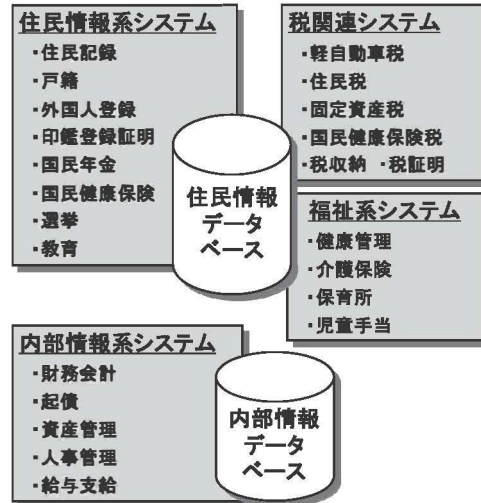 住民情報系システム
・住民記録
・戸籍
・外国人登録
・印鑑登録証明
・国民年金
・国民健康保険
・選挙
・教育
住民情報
データ
ベース
税関連システム
・軽自動車税
・住民税
・固定資産税
・国民健康保険税
・税収納 ・税証明
福祉系システム
・健康管理
・介護保険
・保育所
・児童手当
内部情報系システム
・財務会計
・起債
・資産管理
・人事管理
・給与支給
内部情報
データ
ベース